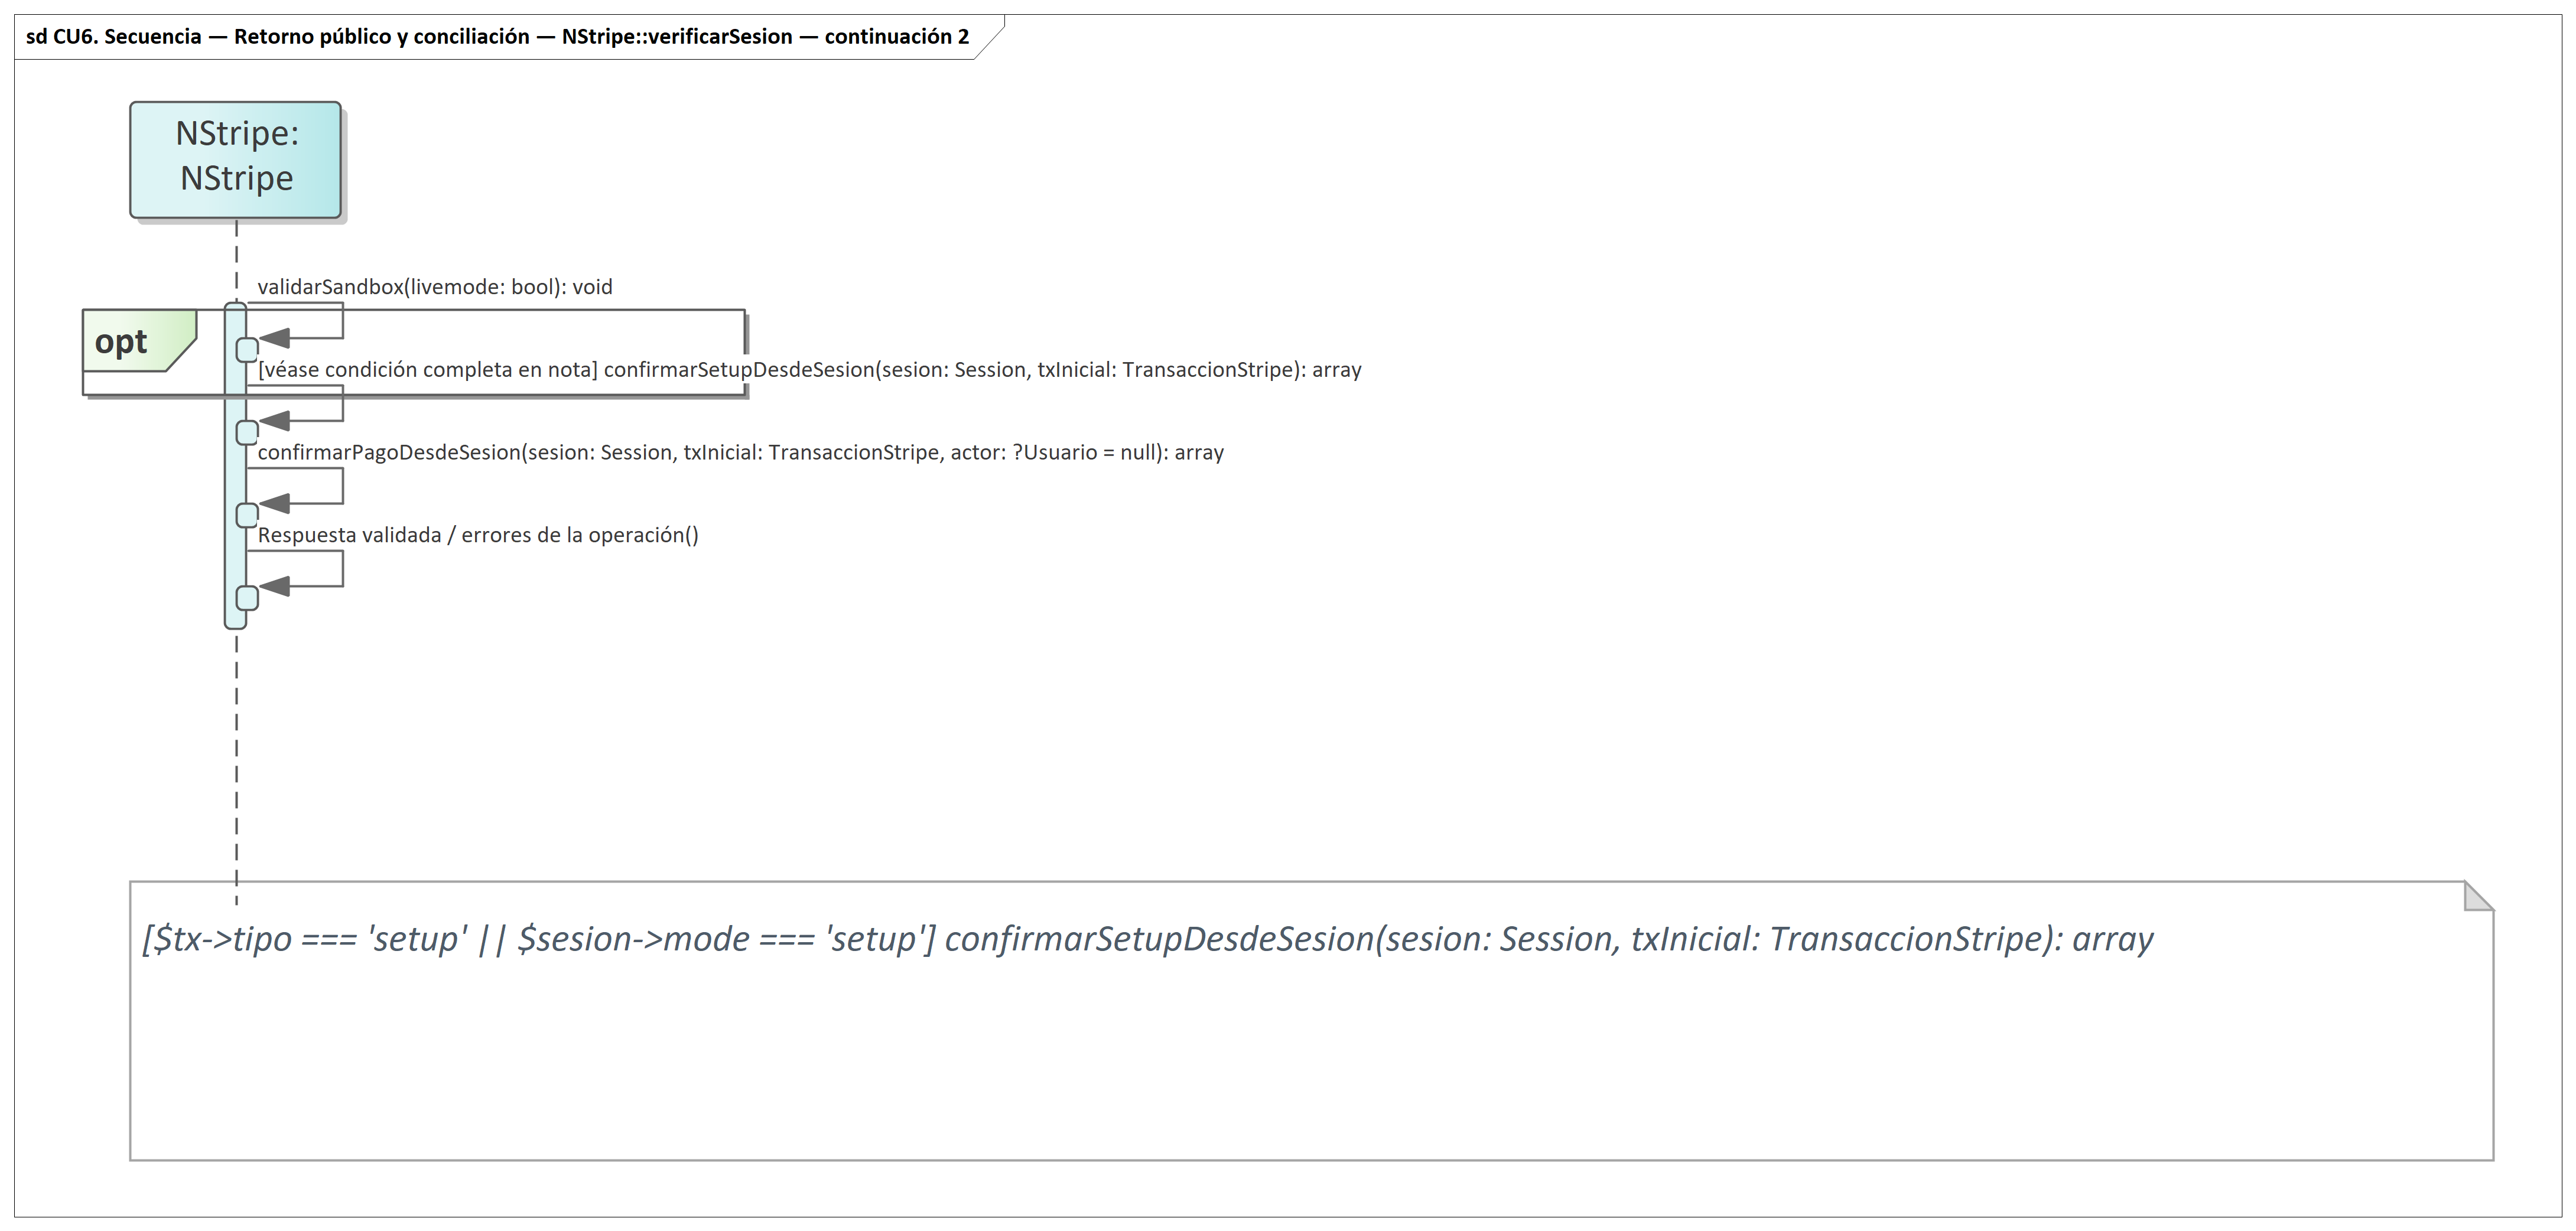 sd CU6. Secuencia — Retorno público y conciliación — NStripe::verificarSesion — continuación 2
NStripe:
NStripe
validarSandbox(livemode: bool): void
opt
[véase condición completa en nota] confirmarSetupDesdeSesion(sesion: Session, txInicial: TransaccionStripe): array
confirmarPagoDesdeSesion(sesion: Session, txInicial: TransaccionStripe, actor: ?Usuario = null): array
Respuesta validada / errores de la operación()
[$tx->tipo === 'setup' || $sesion->mode === 'setup'] confirmarSetupDesdeSesion(sesion: Session, txInicial: TransaccionStripe): array